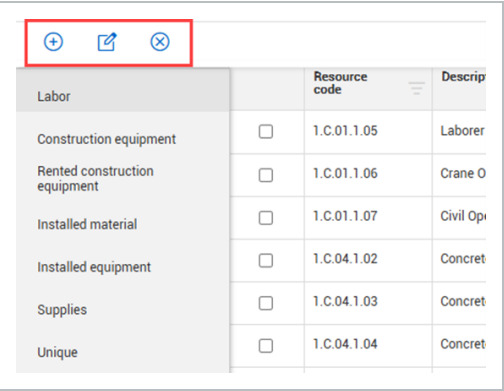 Resource
code
Descrip
Labor
Construction equipment
Rented construction
equipment
Installed material
Installed equipment
Supplies
Unique
1.C.01.1.05
Laborer
1.C.01.1.06
Crane O
1.C.01.1.07
Civil Ope
1.C.04.1.02
Concret
1.C.04.1.03
Concret
1.C.04.1.04
Concret